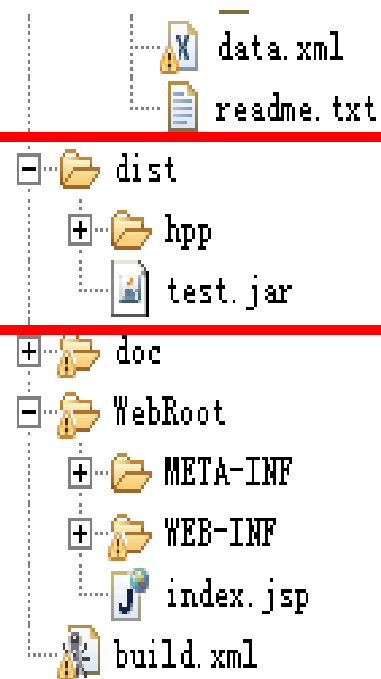 data.xml
readme.txt
dist
hpp
test.jar
doc
WebRoot
META-INF
WEB-INF
index.jsp
build.xml